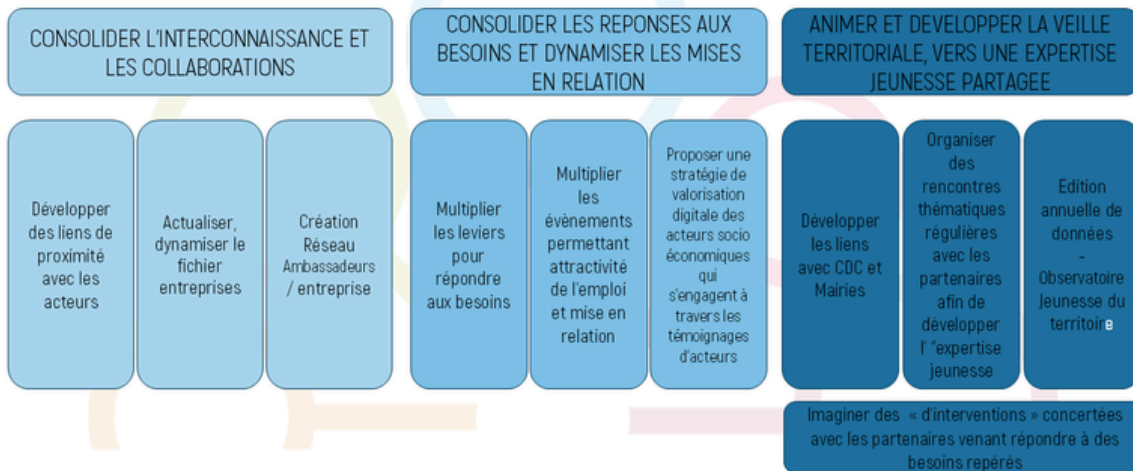 CONSOLIDER L'INTERCONNAISSANCE ET
LES COLLABORATIONS
Développer
des liens de
proximité
avec les
acteurs
Actualiser,
dynamiser le
fichier
entreprises
Création
Réseau
Ambassadeurs
/ entreprise
CONSOLIDER LES REPONSES AUX
BESOINS ET DYNAMISER LES MISES
EN RELATION
Multiplier
les leviers
pour
répondre
aux besoins
Multiplier
les
évènements
permettant
attractivité
de l'emploi
et mise en
relation
Proposer une
stratégie de
valorisation
digitale des
acteurs socio
économiques
qui
s'engagent à
travers les
témoignages
d'acteurs
ANIMER ET DEVELOPPER LA VEILLE
TERRITORIALE, VERS UNE EXPERTISE
JEUNESSE PARTAGEE
Développer
les liens
avec CDC et
Mairies
Organiser
des
rencontres
thématiques
régulières
avec les
partenaires
afin de
développer
l' "expertise
jeunesse
Edition
annuelle de
données
-
Observatoire
Jeunesse du
territoire
Imaginer des « d'interventions » concertées
avec les partenaires venant répondre à des
besoins repérés